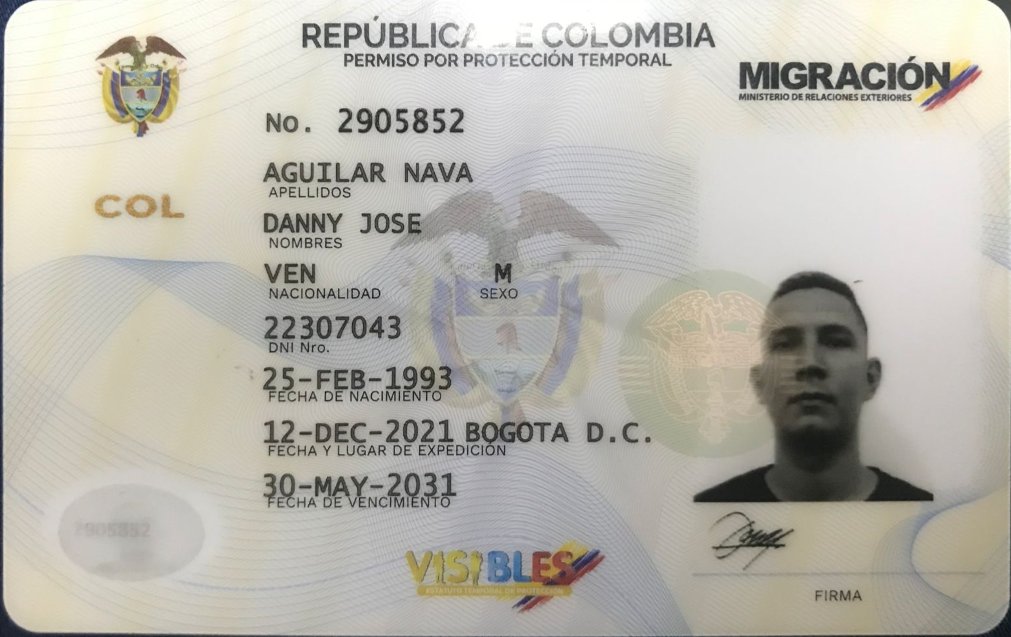 REPÚBLICA DE COLOMBIA
PERMISO POR PROTECCIÓN TEMPORAL
MIGRACIÓN
MINISTERIO DE RELACIONES EXTERIORES
No. 2905852
AGUILAR NAVA
APELLIDOS
COL
DANNY JOSE
NOMBRES
VEN M
NACIONALIDAD SEXO
22307043
DNI Nro.
25-FEB-1993
FECHA DE NACIMIENTO
12-DEC-2021 BOGOTA D.C.
FECHA Y LUGAR DE EXPEDICIÓN
30-MAY-2031
FECHA DE VENCIMIENTO
2905852
VISIBLES
ESTATUTO TEMPORAL DE PROTECCIÓN
FIRMA